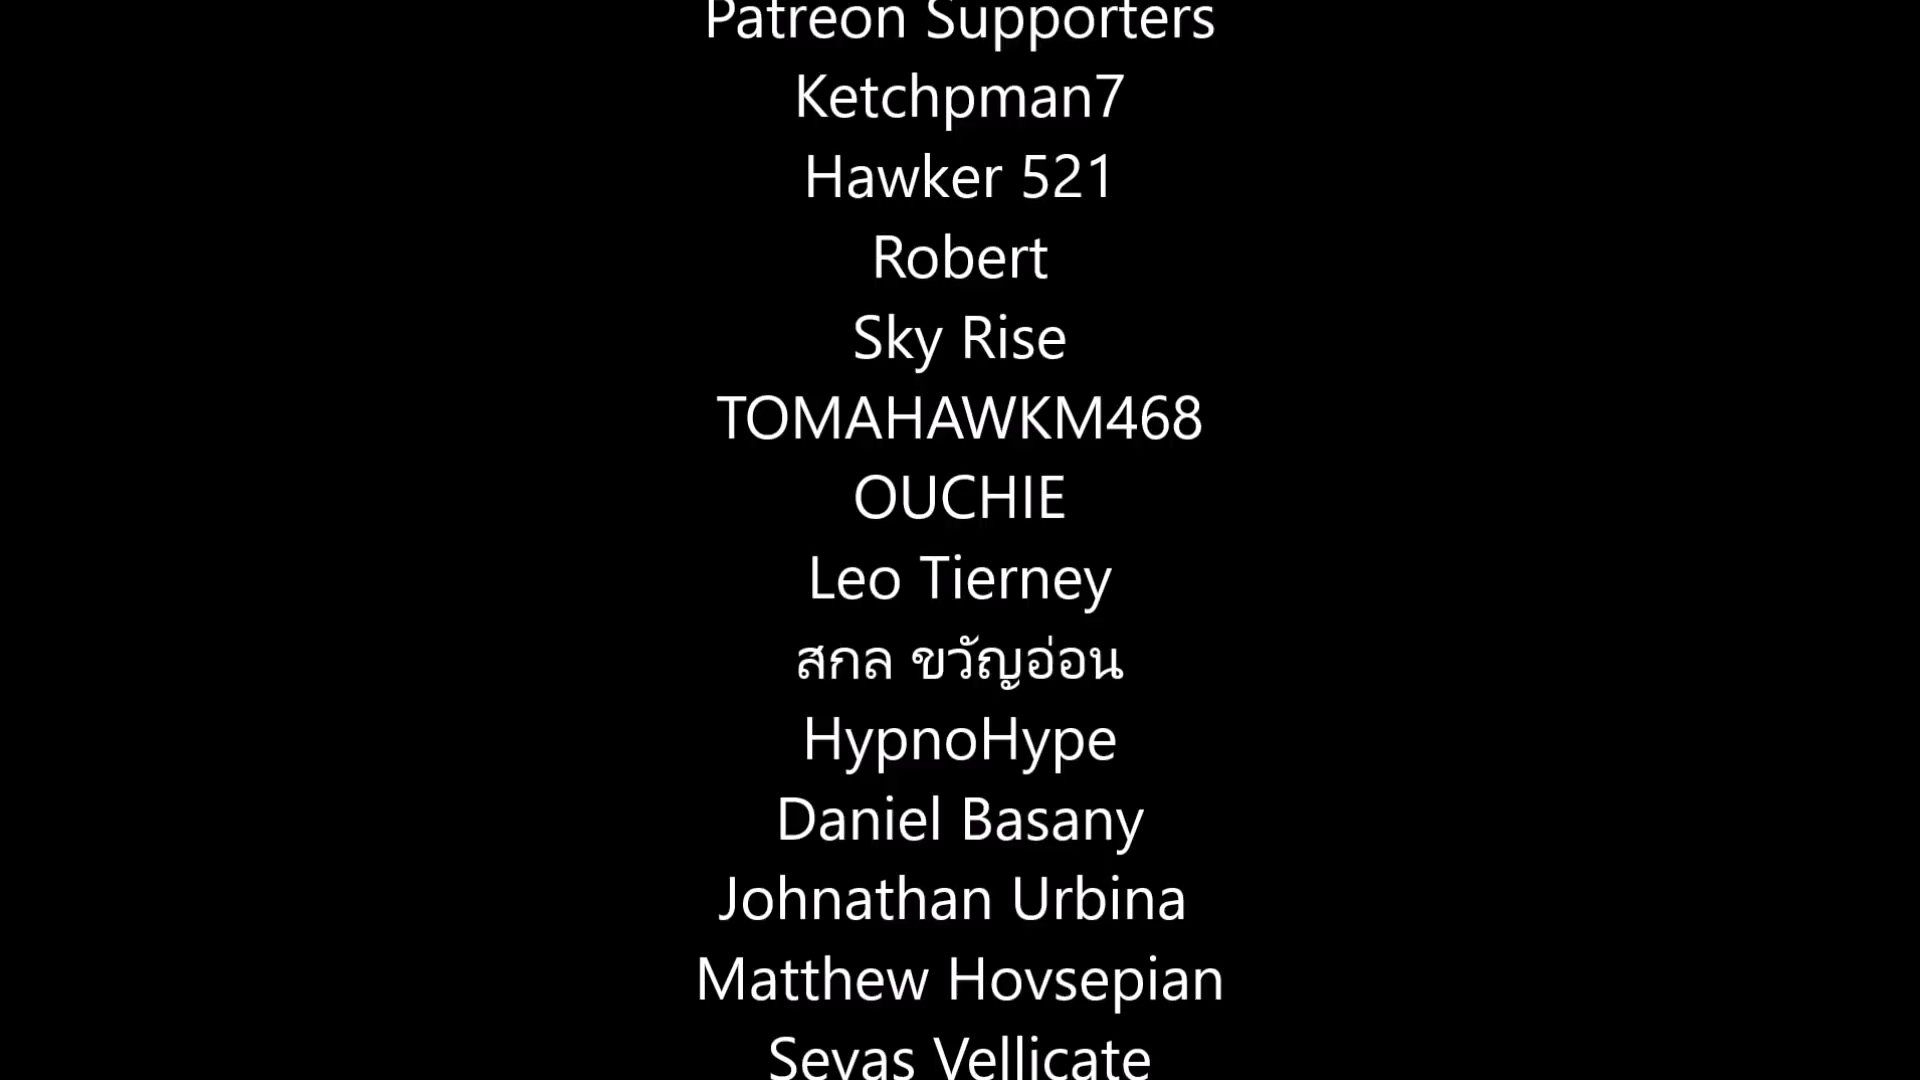 Patreon Supporters
Ketchpman7
Hawker 521
Robert
Sky Rise
TOMAHAWKM468
OUCHIE
Leo Tierney
สกล ขวัญอ่อน
HypnoHype
Daniel Basany
Johnathan Urbina
Matthew Hovsepian
Sevas Vellicate